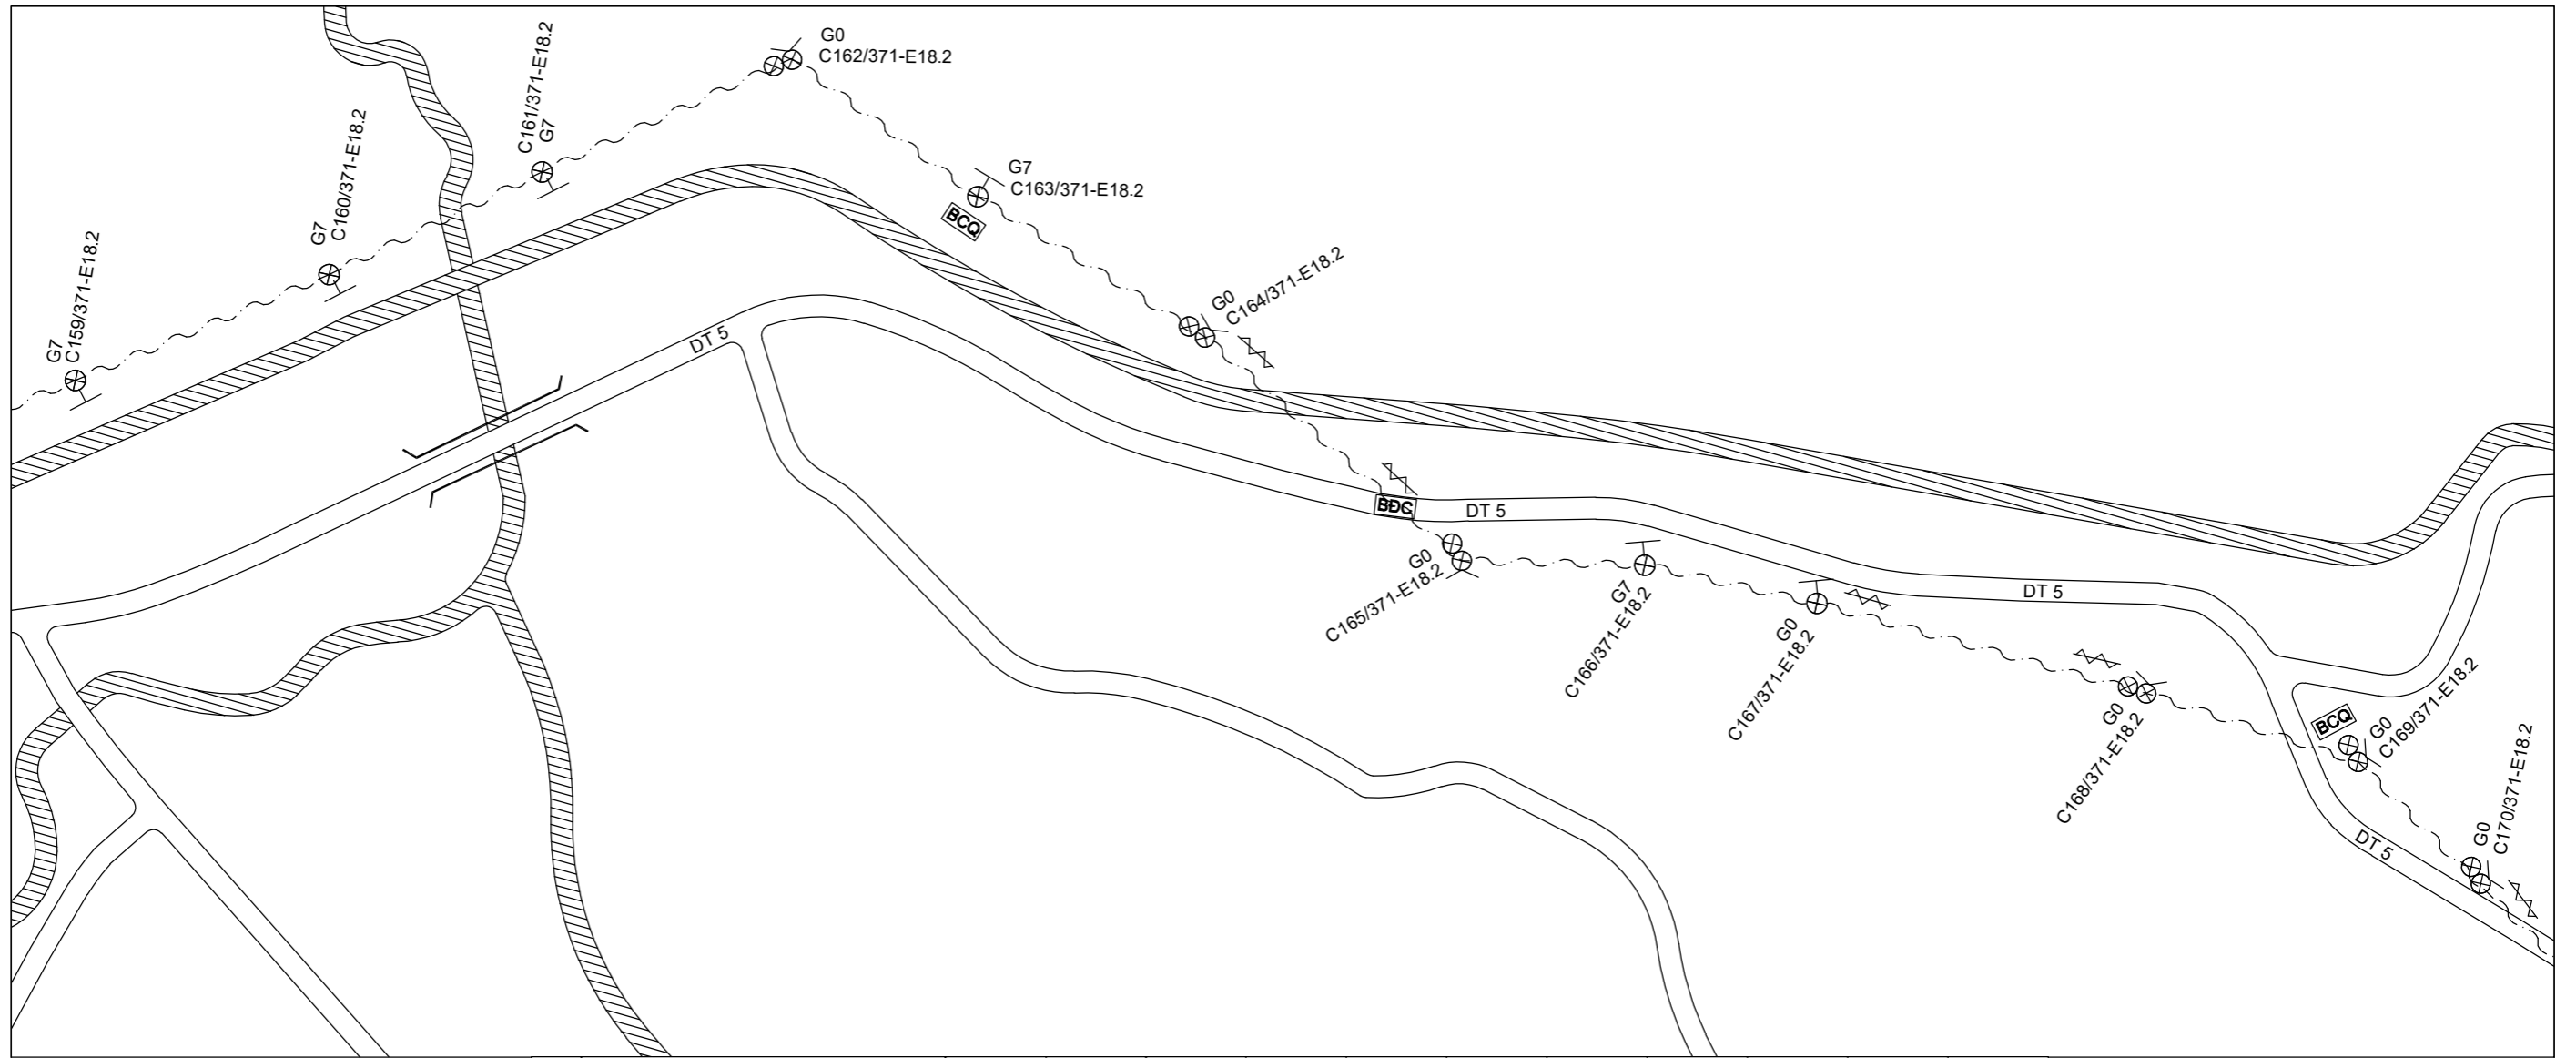 G7
C159/371-E18.2
G7
C160/371-E18.2
C161/371-E18.2
G7
G0
C162/371-E18.2
G7
C163/371-E18.2
BCQ
G0
C164/371-E18.2
DT 5
BĐC
DT 5
G0
C165/371-E18.2
G7
C166/371-E18.2
G0
C167/371-E18.2
DT 5
G0
C168/371-E18.2
BCQ
G0
C169/371-E18.2
G0
C170/371-E18.2
DT 5